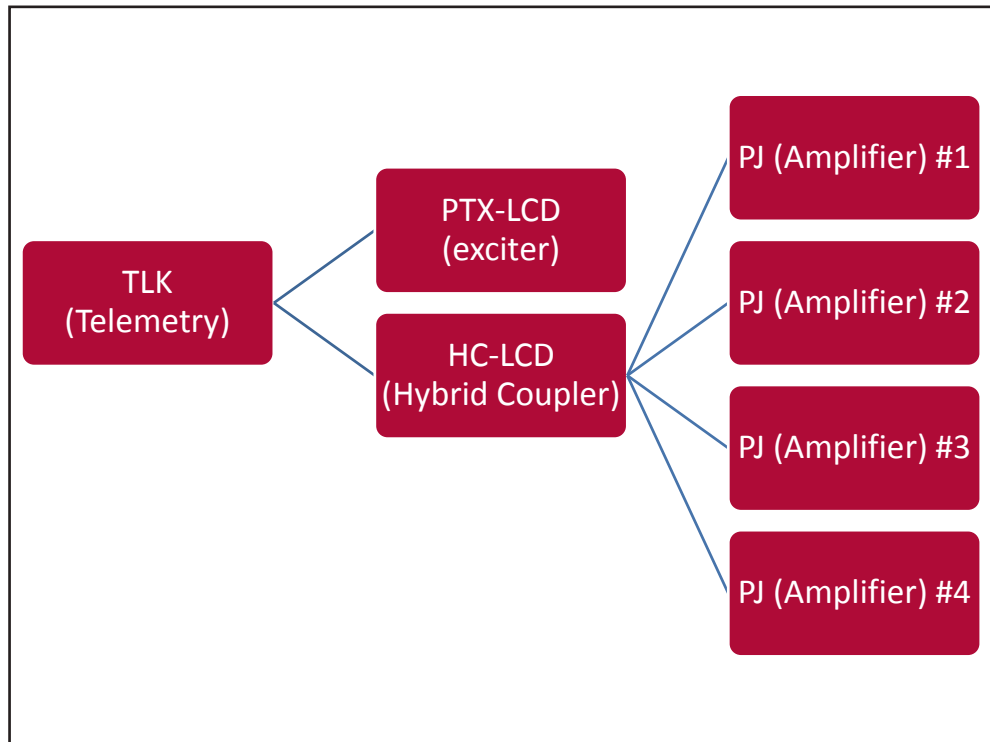 TLK
(Telemetry)
PTX-LCD
(exciter)
HC-LCD
(Hybrid Coupler)
PJ (Amplifier) #1
PJ (Amplifier) #2
PJ (Amplifier) #3
PJ (Amplifier) #4